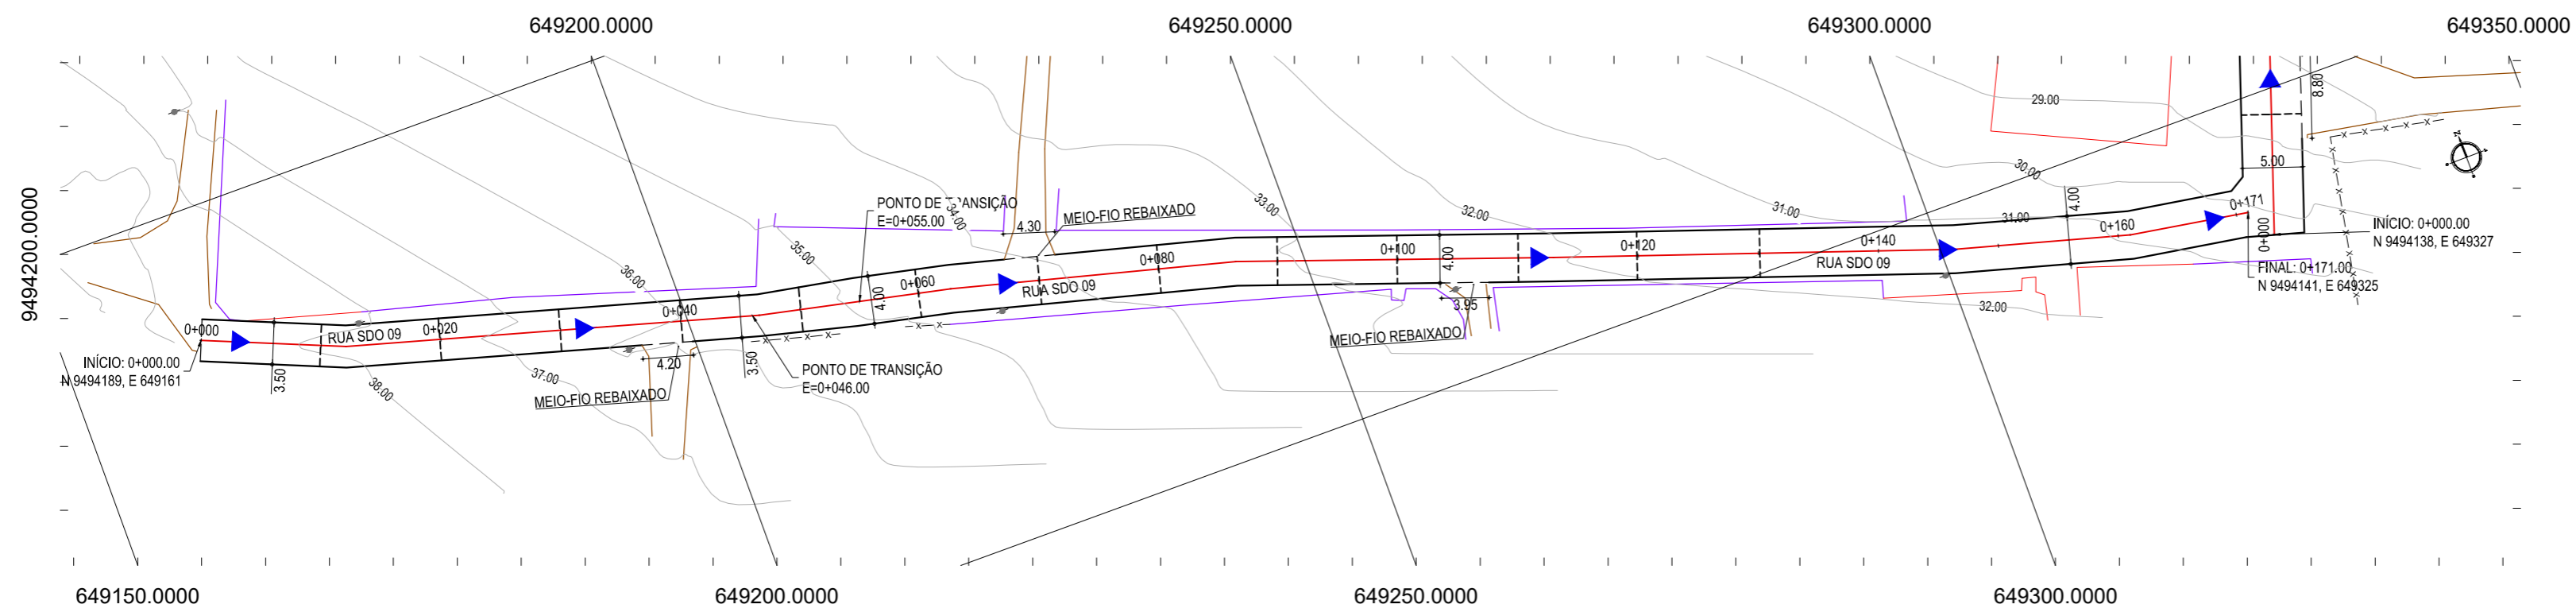 649200.0000
649250.0000
649300.0000
649350.0000
9494200.0000
8.80
29.00
5.00
30.00
PONTO DE TRANSIÇÃO
E=0+055.00
34.00
MEIO-FIO REBAIXADO
4.30
33.00
32.00
31.00
4.00
31.00
0+171
0+160
0+000
INÍCIO: 0+000.00
N 9494138, E 649327
35.00
36.00
0+100
4.00
0+120
0+140
RUA SDO 09
0+080
0+060
RUA SDO 09
4.00
FINAL: 0+171.00
N 9494141, E 649325
32.00
3.95
MEIO-FIO REBAIXADO
0+000
RUA SDO 09
0+020
0+040
INÍCIO: 0+000.00
N 9494189, E 649161
3.50
38.00
37.00
4.20
3.50
MEIO-FIO REBAIXADO
PONTO DE TRANSIÇÃO
E=0+046.00
649150.0000
649200.0000
649250.0000
649300.0000